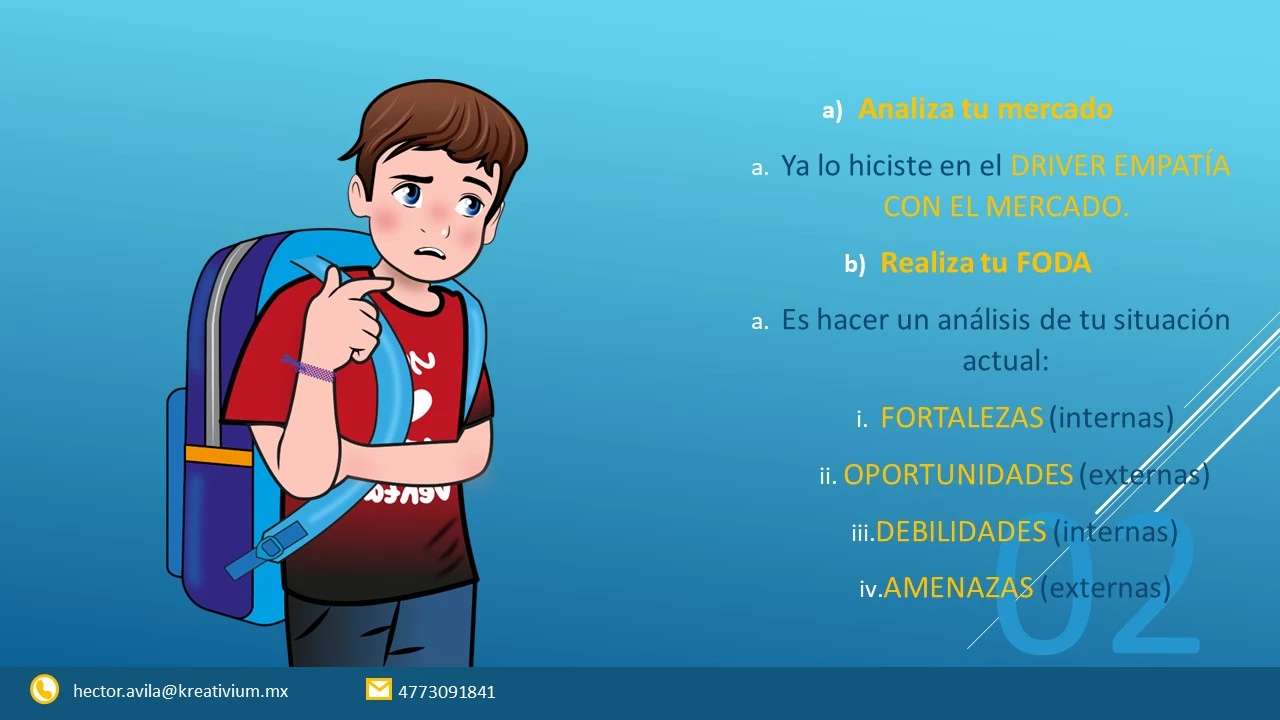 a) Analiza tu mercado
a. Ya lo hiciste en el DRIVER EMPATÍA
CON EL MERCADO.
b) Realiza tu FODA
a. Es hacer un análisis de tu situación
actual:
i. FORTALEZAS (internas)
ii. OPORTUNIDADES (externas)
iii.DEBILIDADES (internas)
iv.AMENAZAS (externas)
02
hector.avila@kreativium.mx
4773091841